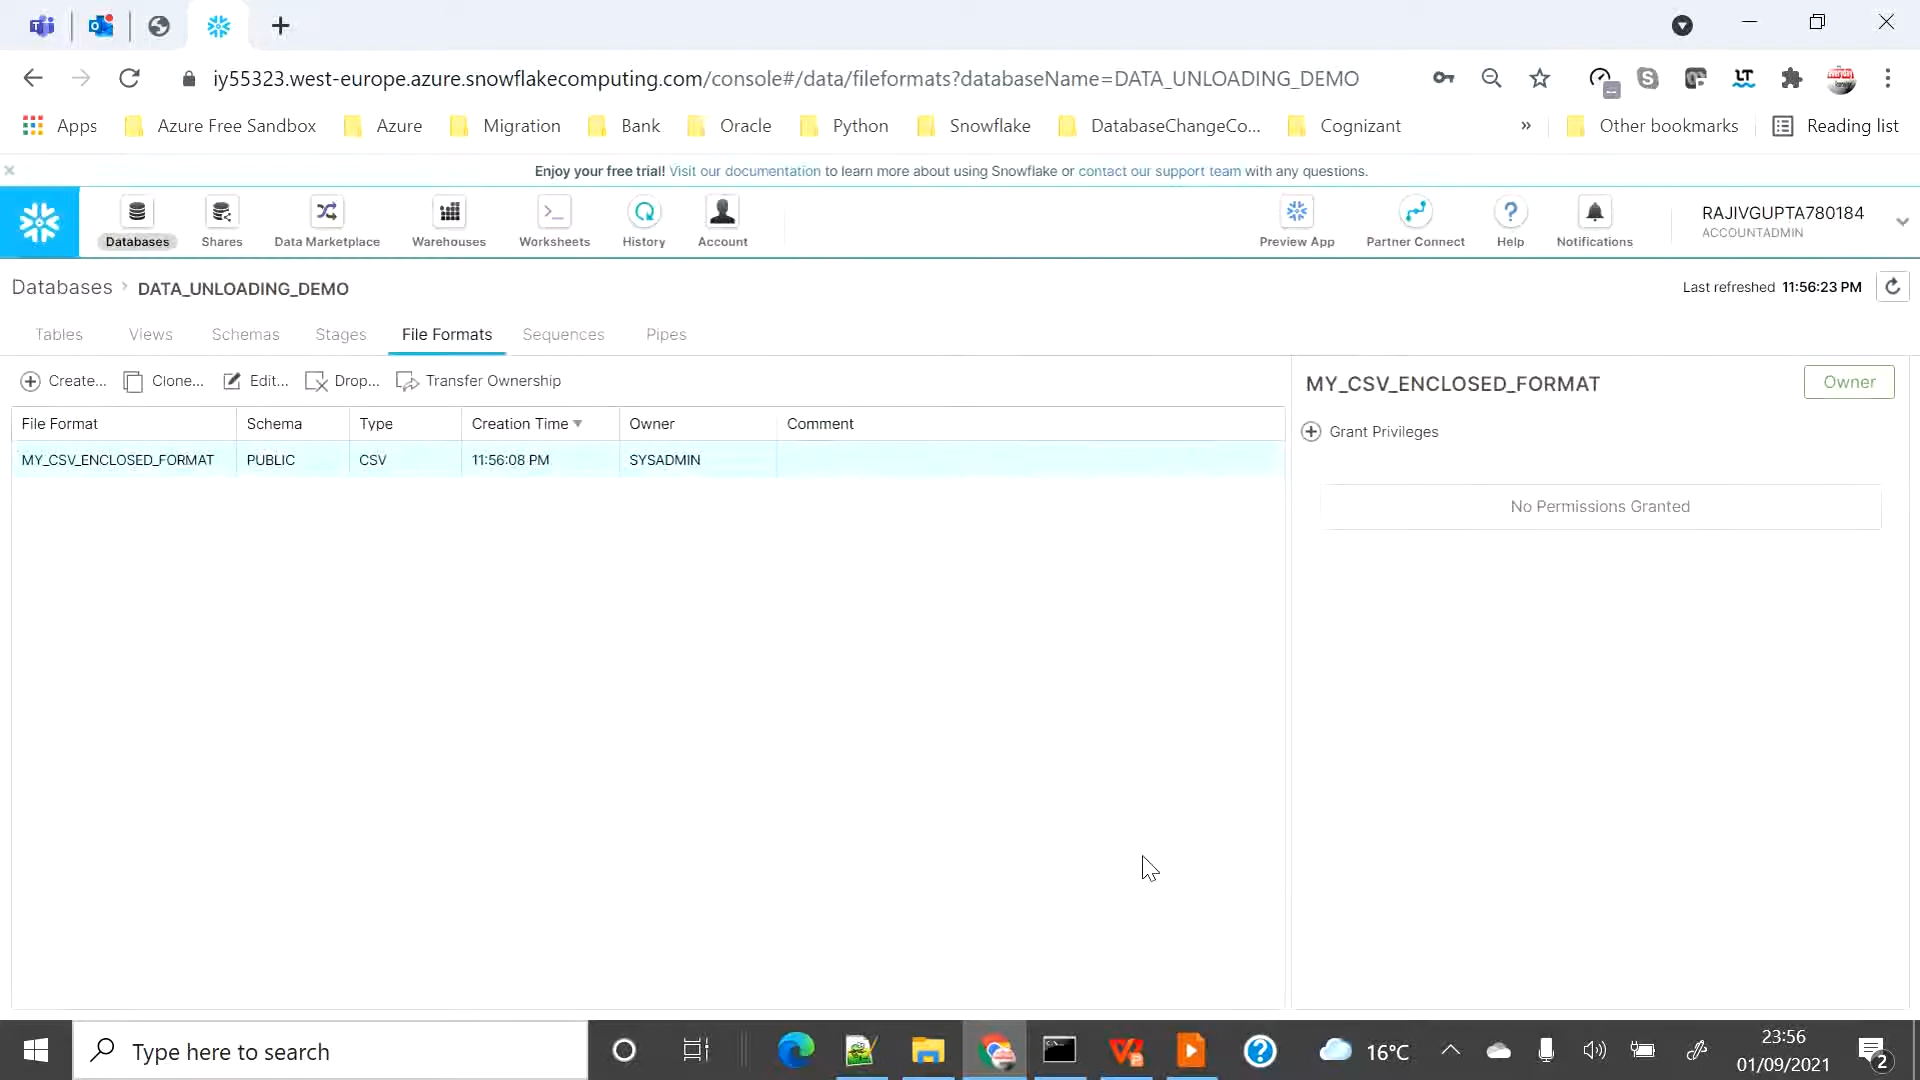 iy55323.west-europe.azure.snowflakecomputing.com/console#/data/fileformats?databaseName=DATA_UNLOADING_DEMO
Apps Azure Free Sandbox Azure Migration Bank Oracle Python Snowflake DatabaseChangeCo... Cognizant » Other bookmarks Reading list
Enjoy your free trial! Visit our documentation to learn more about using Snowflake or contact our support team with any questions.
Databases Shares Data Marketplace Warehouses Worksheets History Account Preview App Partner Connect Help Notifications
RAJIVGUPTA780184
ACCOUNTADMIN
Databases > DATA_UNLOADING_DEMO
Last refreshed 11:56:23 PM
Tables Views Schemas Stages File Formats Sequences Pipes
Create... Clone... Edit... Drop... Transfer Ownership
File Format Schema Type Creation Time Owner Comment
MY_CSV_ENCLOSED_FORMAT PUBLIC CSV 11:56:08 PM SYSADMIN
MY_CSV_ENCLOSED_FORMAT Owner
Grant Privileges
No Permissions Granted
Type here to search
16°C
23:56
01/09/2021
2